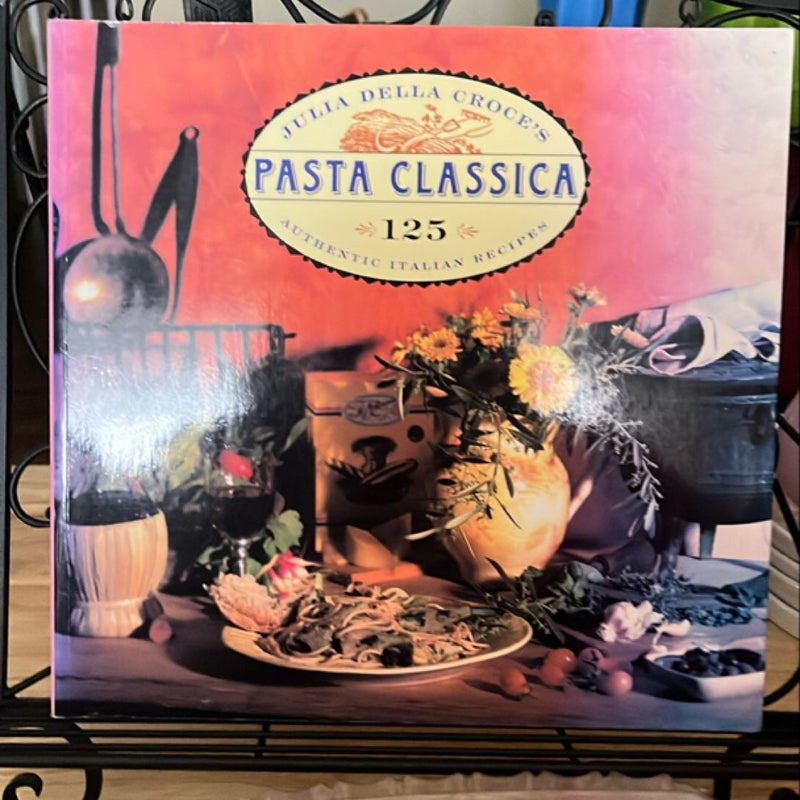 JULIA DELLA CROCE'S
PASTA CLASSICA
125
AUTHENTIC ITALIAN RECIPES